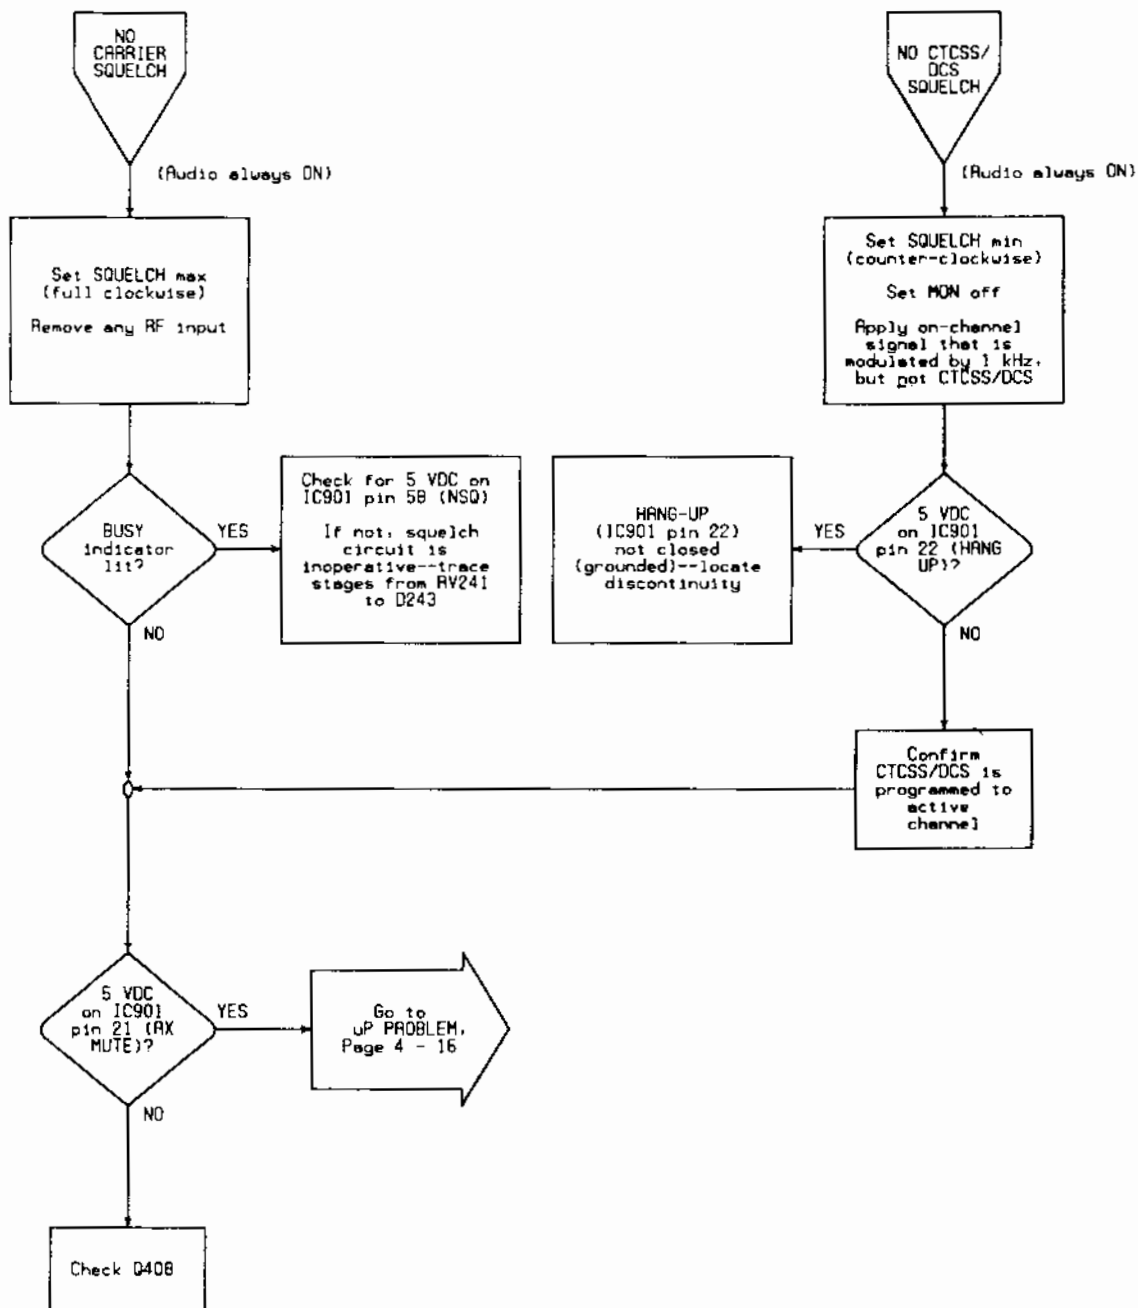 NO
CARRIER
SQUELCH
(Audio always ON)
Set SQUELCH max
(full clockwise)
Remove any RF input
BUSY
indicator
lit?
YES
NO
Check for 5 VDC on
IC901 pin 58 (NSQ)
If not, squelch
circuit is
inoperative--trace
stages from RV241
to D243
NO CTCSS/
DCS
SQUELCH
(Audio always ON)
Set SQUELCH min
(counter-clockwise)
Set MON off
Apply on-channel
signal that is
modulated by 1 kHz,
but not CTCSS/DCS
5 VDC
on IC901
pin 22 (HANG
UP)?
YES
NO
HANG-UP
(IC901 pin 22)
not closed
(grounded)--locate
discontinuity
Confirm
CTCSS/DCS is
programmed to
active
channel
5 VDC
on IC901
pin 21 (RX
MUTE)?
YES
NO
Go to
uP PROBLEM,
Page 4 - 16
Check Q408